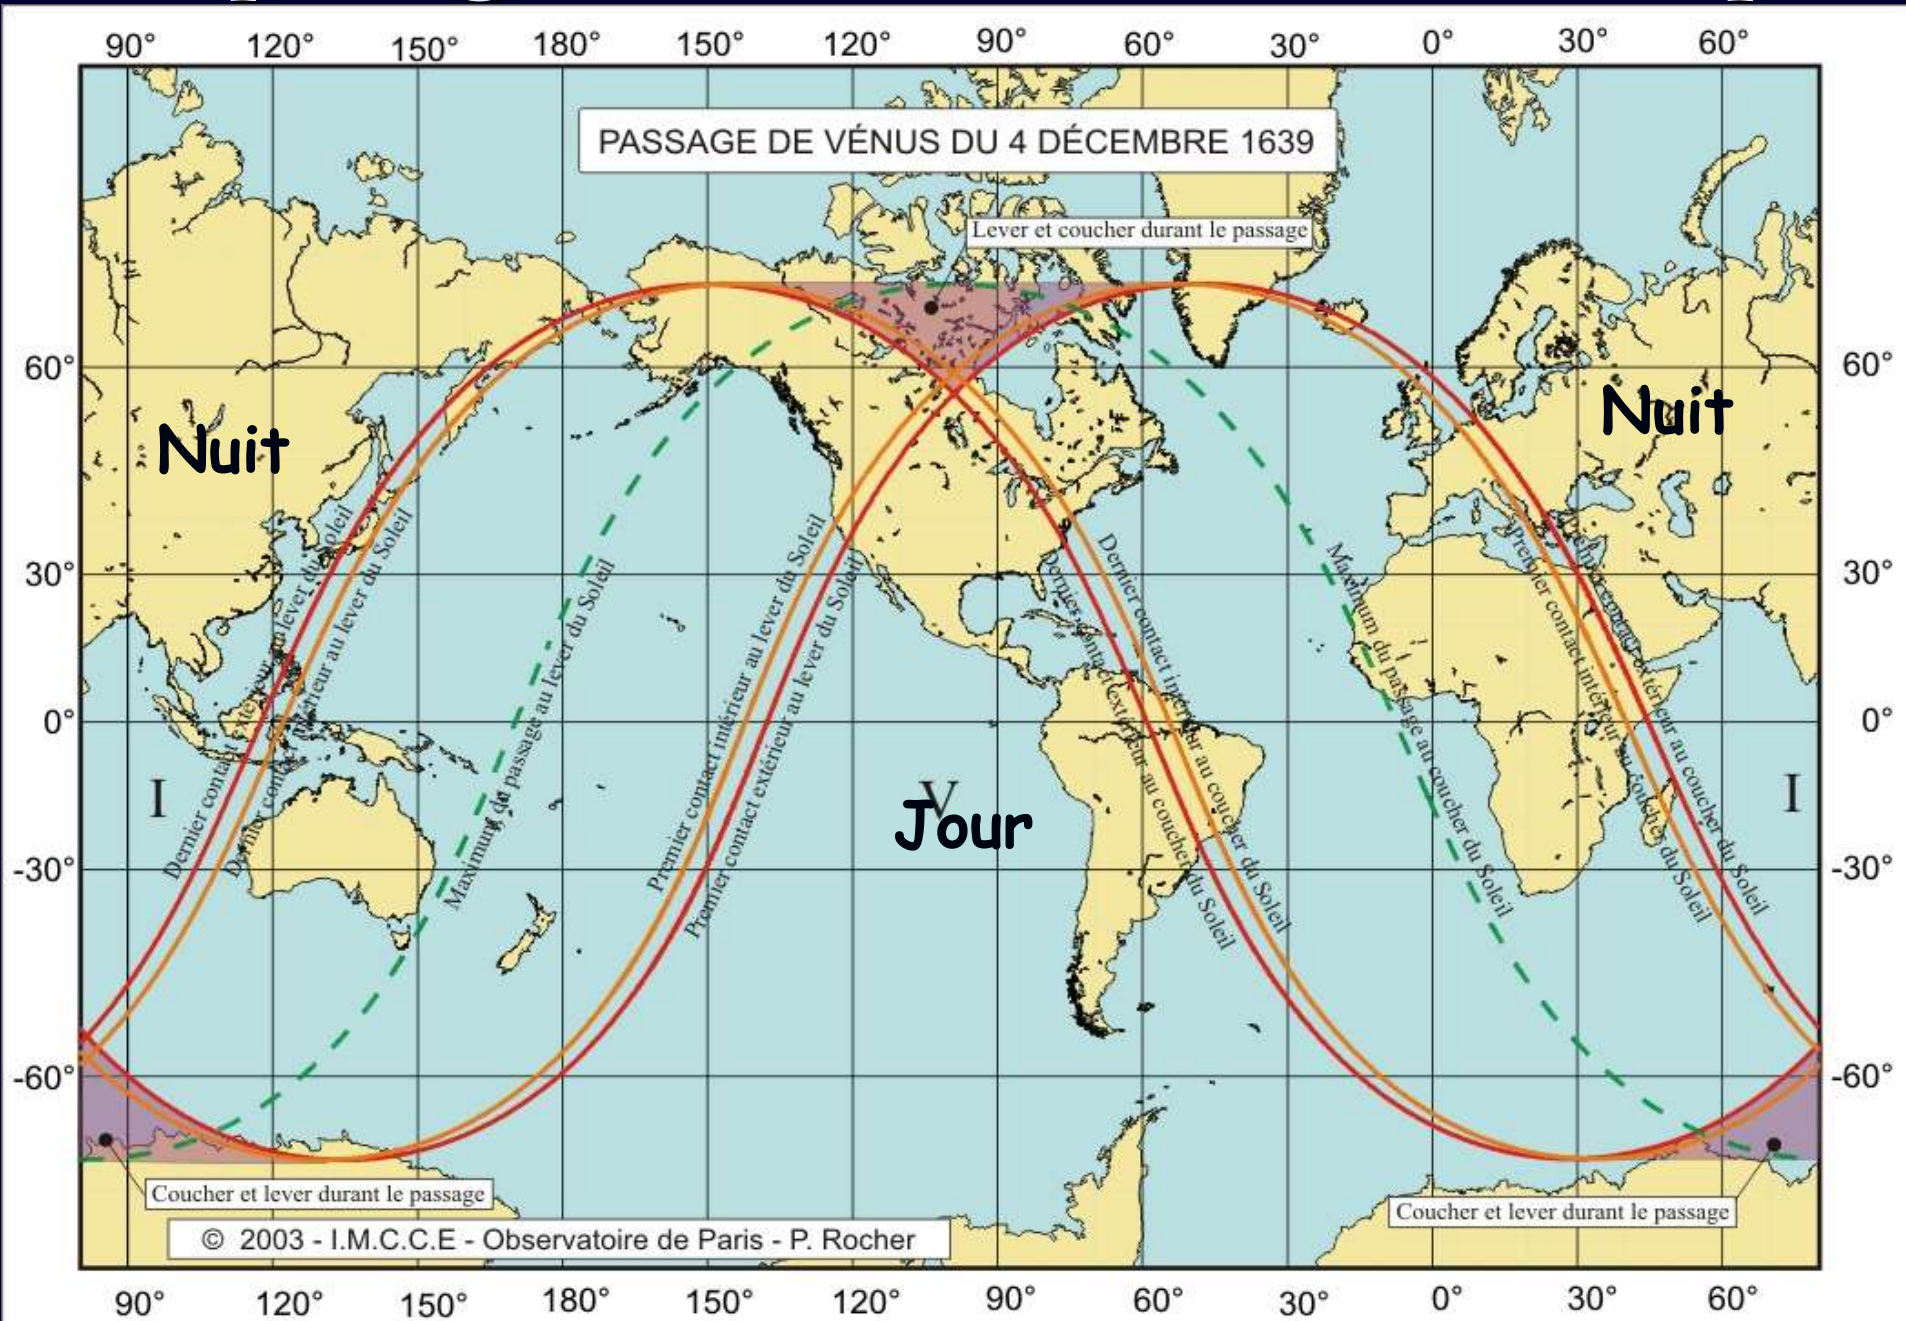 90° 120° 150° 180° 150° 120° 90° 60° 30° 0° 30° 60°
PASSAGE DE VÉNUS DU 4 DÉCEMBRE 1639
Lever et coucher durant le passage
60° 60°
Nuit Nuit
30° 30°
Dernier contact extérieur au lever du Soleil
Dernier contact intérieur au lever du Soleil
Maximum du passage au lever du Soleil
Premier contact intérieur au lever du Soleil
Premier contact extérieur au lever du Soleil
Dernier contact extérieur au coucher du Soleil
Dernier contact intérieur au coucher du Soleil
Maximum du passage au coucher du Soleil
Premier contact intérieur au coucher du Soleil
contact extérieur au coucher du Soleil
0° 0°
I V I
Jour
-30° -30°
-60° -60°
Coucher et lever durant le passage
Coucher et lever durant le passage
© 2003 - I.M.C.C.E - Observatoire de Paris - P. Rocher
90° 120° 150° 180° 150° 120° 90° 60° 30° 0° 30° 60°